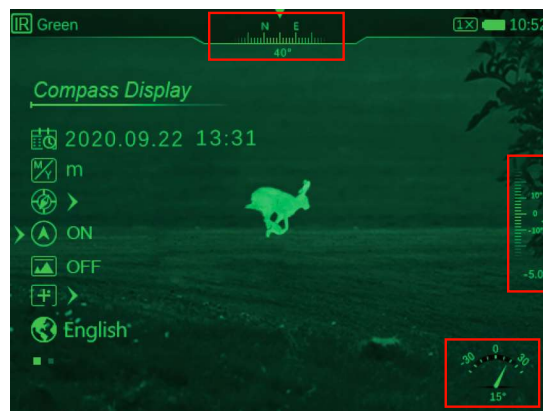 IR Green
N E
40°
1X 10:52
Compass Display
2020.09.22 13:31
M/Y m
ON
OFF
English
10°
0
-10°
-5.0
-30 0 30
15°